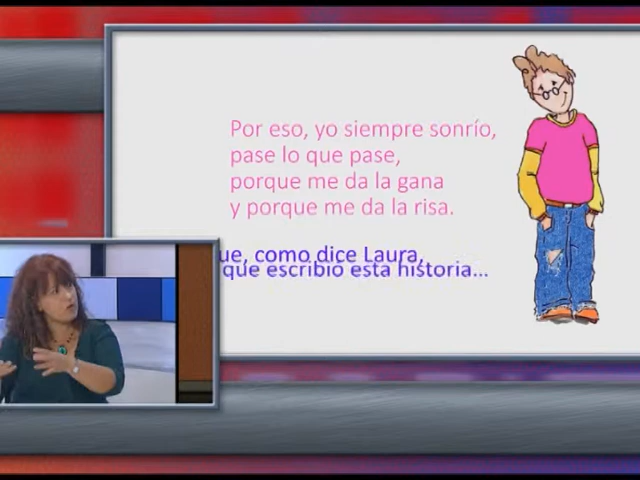 Por eso, yo siempre sonrío,
pase lo que pase,
porque me da la gana
y porque me da la risa.
como dice Laura,
que escribió esta historia...